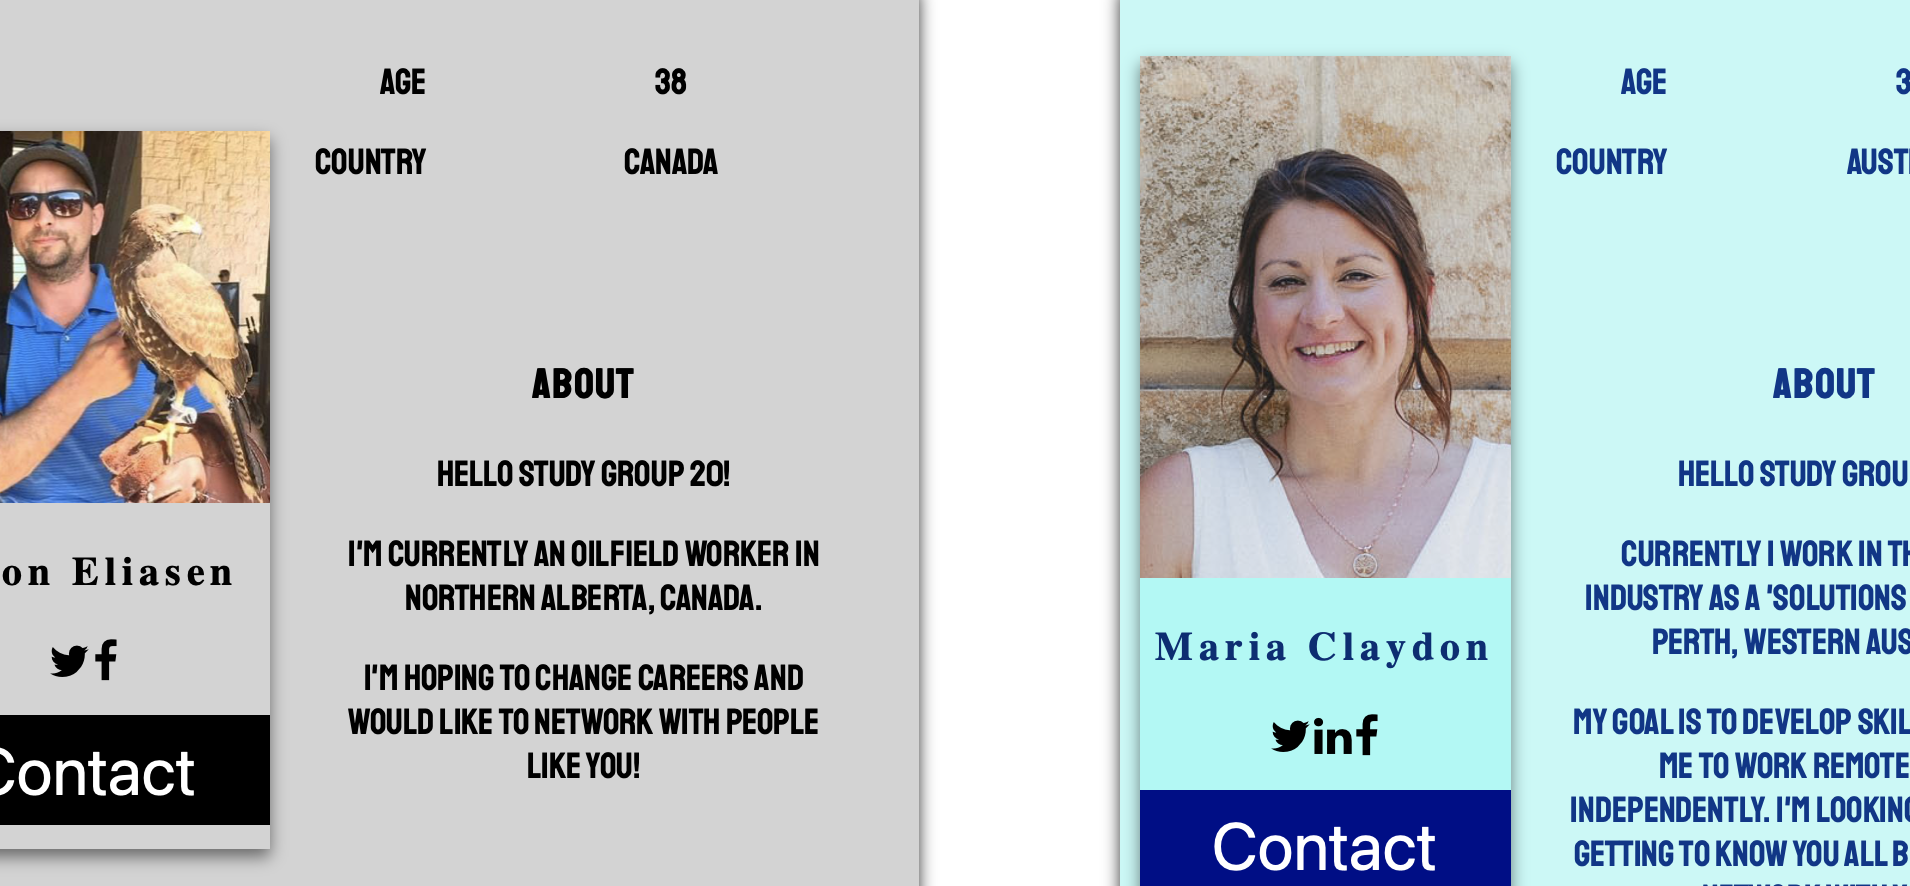 AGE 38
COUNTRY CANADA
ABOUT
HELLO STUDY GROUP 20!
I'M CURRENTLY AN OILFIELD WORKER IN
NORTHERN ALBERTA, CANADA.
I'M HOPING TO CHANGE CAREERS AND
WOULD LIKE TO NETWORK WITH PEOPLE
LIKE YOU!
on Eliasen
Contact
AGE 3
COUNTRY AUST
ABOUT
HELLO STUDY GROU
CURRENTLY I WORK IN TH
INDUSTRY AS A 'SOLUTIONS
PERTH, WESTERN AUS
MY GOAL IS TO DEVELOP SKIL
ME TO WORK REMOTE
INDEPENDENTLY. I'M LOOKING
GETTING TO KNOW YOU ALL B
Maria Claydon
in
Contact